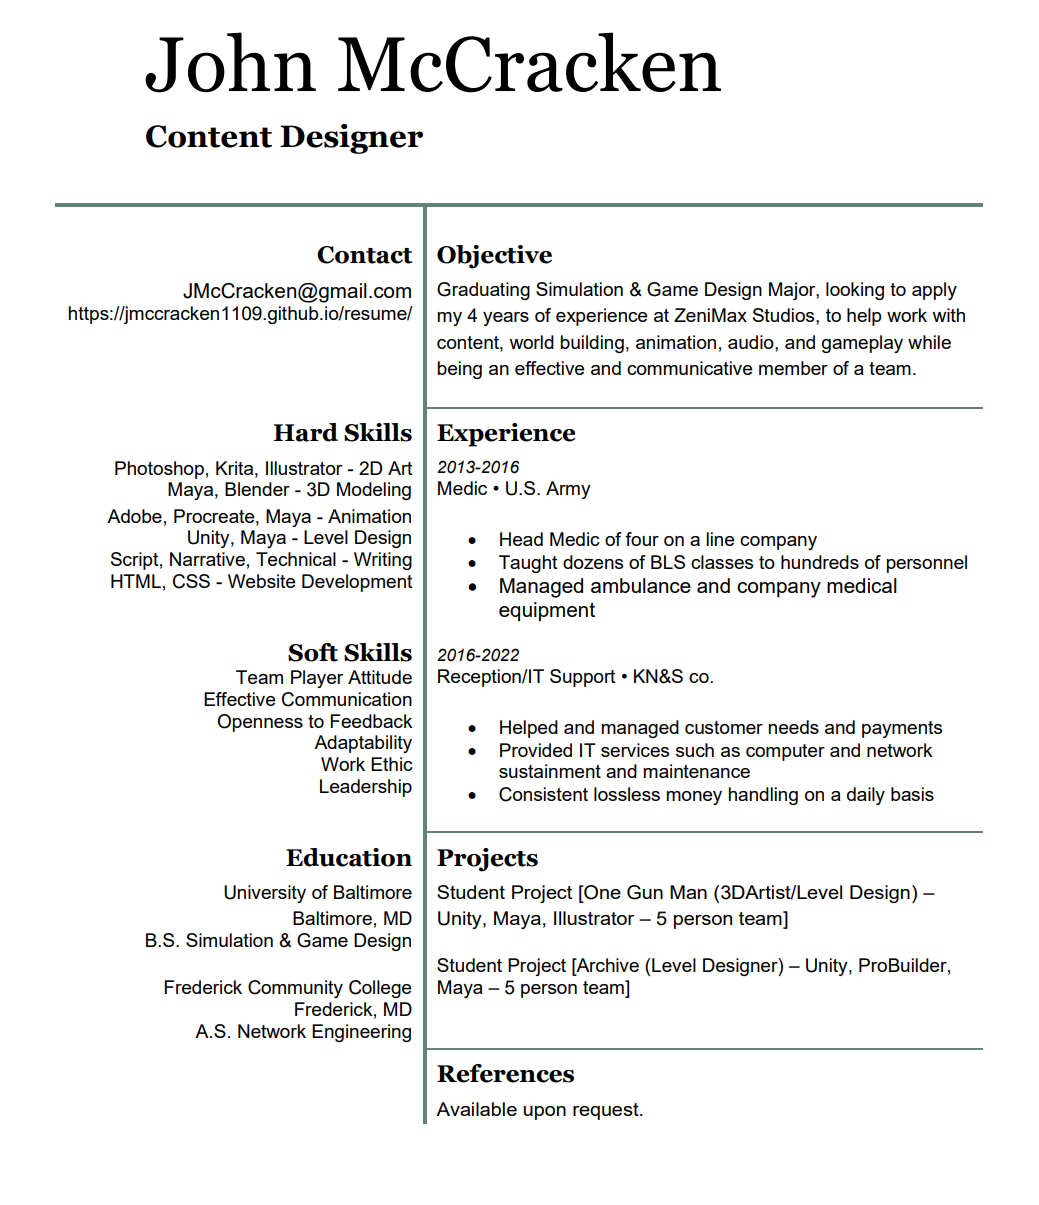 John McCracken
Content Designer
Contact
JMcCracken@gmail.com
https://jmccracken1109.github.io/resume/
Objective
Graduating Simulation & Game Design Major, looking to apply
my 4 years of experience at ZeniMax Studios, to help work with
content, world building, animation, audio, and gameplay while
being an effective and communicative member of a team.
Hard Skills
Photoshop, Krita, Illustrator - 2D Art
Maya, Blender - 3D Modeling
Adobe, Procreate, Maya - Animation
Unity, Maya - Level Design
Script, Narrative, Technical - Writing
HTML, CSS - Website Development
Soft Skills
Team Player Attitude
Effective Communication
Openness to Feedback
Adaptability
Work Ethic
Leadership
Experience
2013-2016
Medic • U.S. Army
• Head Medic of four on a line company
• Taught dozens of BLS classes to hundreds of personnel
• Managed ambulance and company medical
equipment
2016-2022
Reception/IT Support • KN&S co.
• Helped and managed customer needs and payments
• Provided IT services such as computer and network
sustainment and maintenance
• Consistent lossless money handling on a daily basis
Education
University of Baltimore
Baltimore, MD
B.S. Simulation & Game Design
Frederick Community College
Frederick, MD
A.S. Network Engineering
Projects
Student Project [One Gun Man (3DArtist/Level Design) –
Unity, Maya, Illustrator – 5 person team]
Student Project [Archive (Level Designer) – Unity, ProBuilder,
Maya – 5 person team]
References
Available upon request.